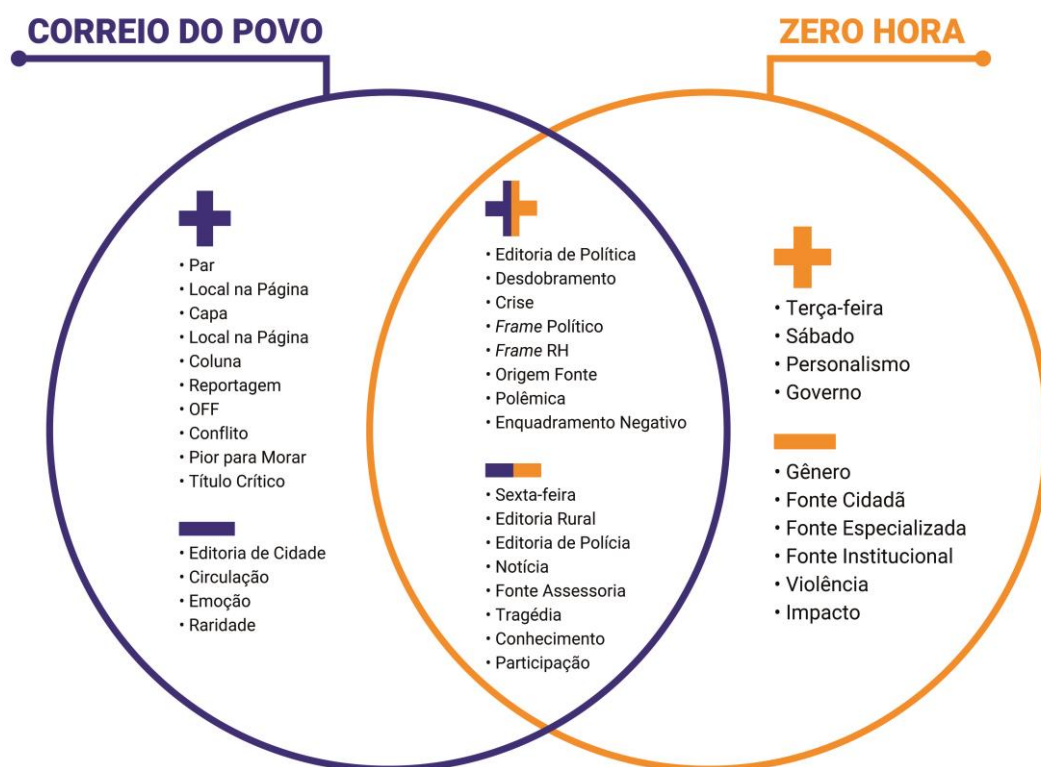 CORREIO DO POVO
ZERO HORA
• Par
• Local na Página
• Capa
• Local na Página
• Coluna
• Reportagem
• OFF
• Conflito
• Pior para Morar
• Título Crítico
• Editoria de Cidade
• Circulação
• Emoção
• Raridade
• Editoria de Política
• Desdobramento
• Crise
• Frame Político
• Frame RH
• Origem Fonte
• Polêmica
• Enquadramento Negativo
• Sexta-feira
• Editoria Rural
• Editoria de Polícia
• Notícia
• Fonte Assessoria
• Tragédia
• Conhecimento
• Participação
• Terça-feira
• Sábado
• Personalismo
• Governo
• Gênero
• Fonte Cidadã
• Fonte Especializada
• Fonte Institucional
• Violência
• Impacto